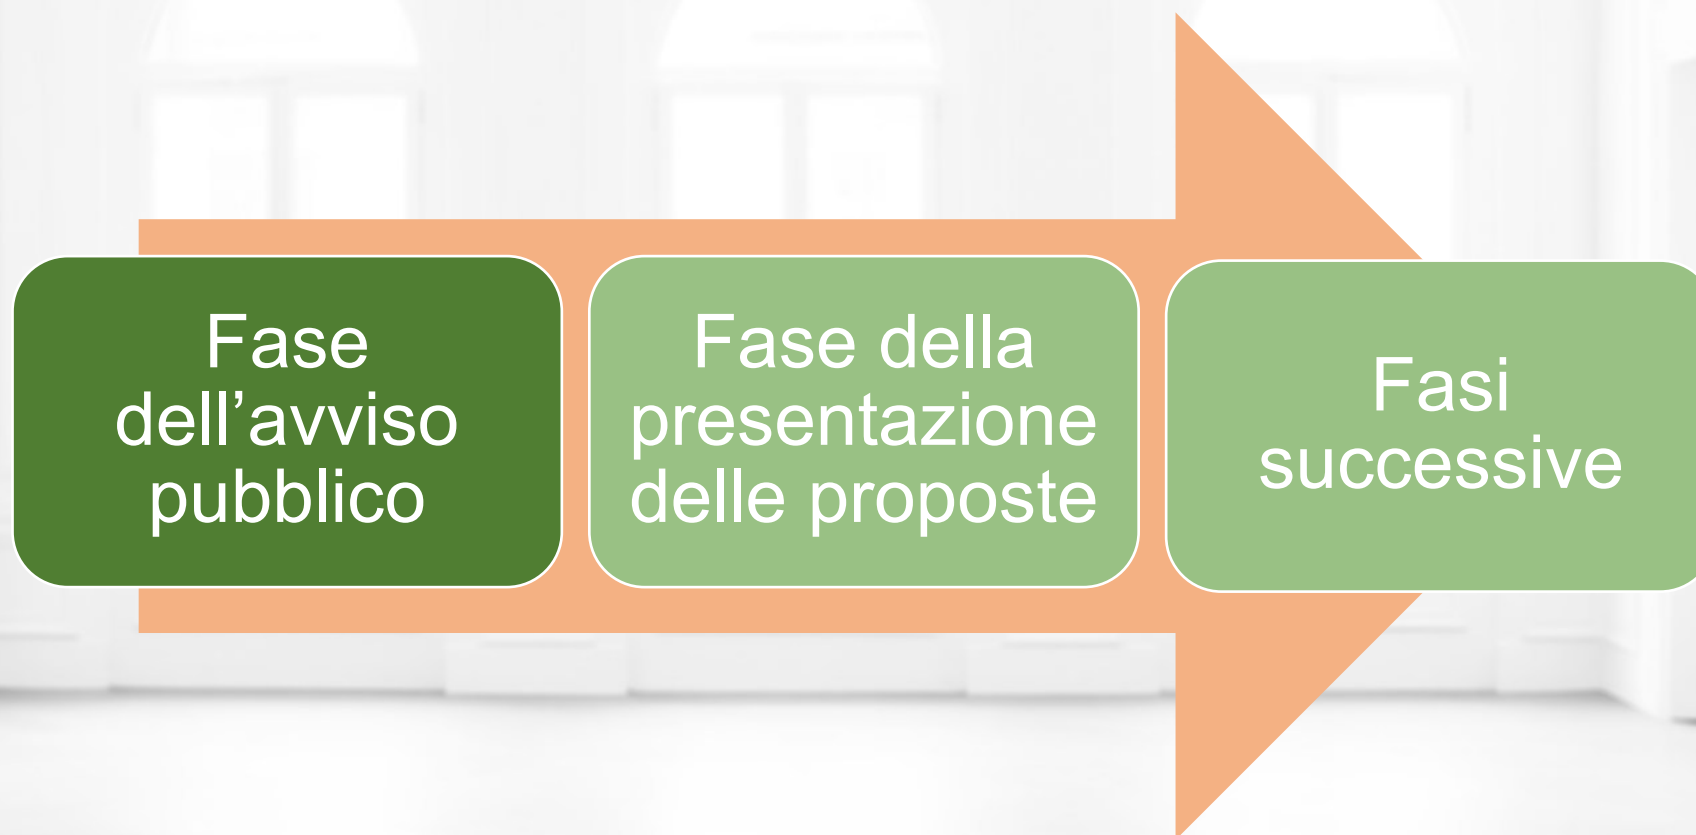 Fase
dell’avviso
pubblico
Fase della
presentazione
delle proposte
Fasi
successive